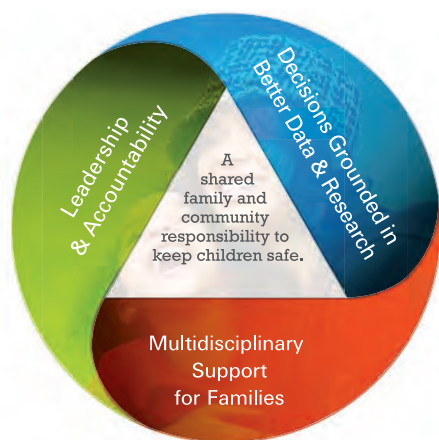 Leadership
& Accountability
Decisions Grounded in
Better Data & Research
A
shared
family and
community
responsibility to
keep children safe.
Multidisciplinary
Support
for Families